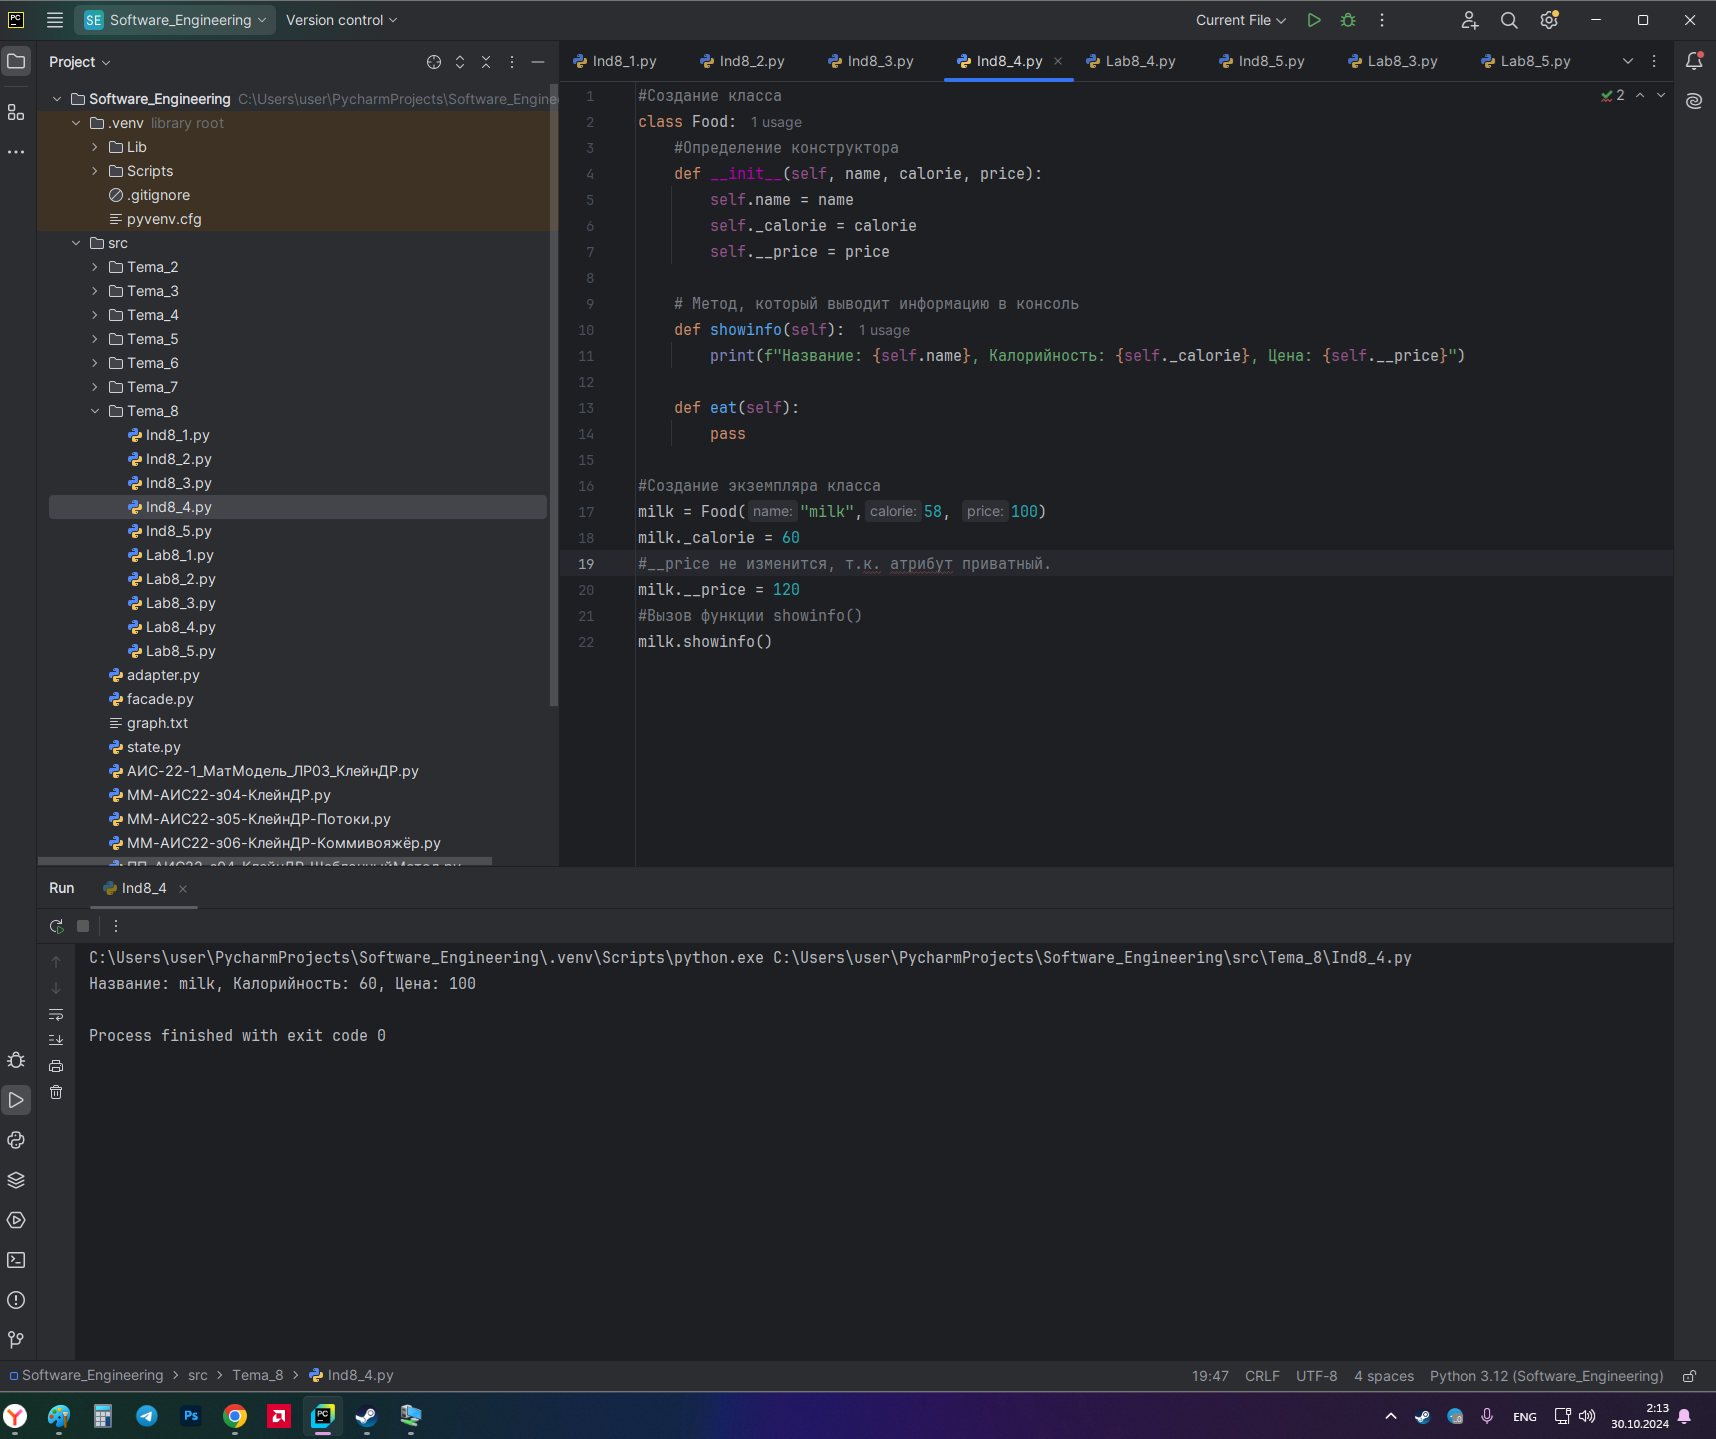 PC SE Software_Engineering Version control Current File
Project
Ind8_1.py Ind8_2.py Ind8_3.py Ind8_4.py Lab8_4.py Ind8_5.py Lab8_3.py Lab8_5.py
Software_Engineering C:\Users\user\PycharmProjects\Software_Engine
.venv library root
Lib
Scripts
.gitignore
pyvenv.cfg
src
Tema_2
Tema_3
Tema_4
Tema_5
Tema_6
Tema_7
Tema_8
Ind8_1.py
Ind8_2.py
Ind8_3.py
Ind8_4.py
Ind8_5.py
Lab8_1.py
Lab8_2.py
Lab8_3.py
Lab8_4.py
Lab8_5.py
adapter.py
facade.py
graph.txt
state.py
АИС-22-1_МатМодель_ЛР03_КлейнДР.py
ММ-АИС22-з04-КлейнДР.py
ММ-АИС22-з05-КлейнДР-Потоки.py
ММ-АИС22-з06-КлейнДР-Коммивояжёр.py
2
1 #Создание класса
2 class Food: 1 usage
3 #Определение конструктора
4 def __init__(self, name, calorie, price):
5 self.name = name
6 self._calorie = calorie
7 self.__price = price
8
9 # Метод, который выводит информацию в консоль
10 def showinfo(self): 1 usage
11 print(f"Название: {self.name}, Калорийность: {self._calorie}, Цена: {self.__price}")
12
13 def eat(self):
14 pass
15
16 #Создание экземпляра класса
17 milk = Food( name: "milk", calorie: 58, price: 100)
18 milk._calorie = 60
19 #__price не изменится, т.к. атрибут приватный.
20 milk.__price = 120
21 #Вызов функции showinfo()
22 milk.showinfo()
Run Ind8_4
C:\Users\user\PycharmProjects\Software_Engineering\.venv\Scripts\python.exe C:\Users\user\PycharmProjects\Software_Engineering\src\Tema_8\Ind8_4.py
Название: milk, Калорийность: 60, Цена: 100
Process finished with exit code 0
Software_Engineering > src > Tema_8 > Ind8_4.py 19:47 CRLF UTF-8 4 spaces Python 3.12 (Software_Engineering)
Ps PC ENG 2:13
30.10.2024